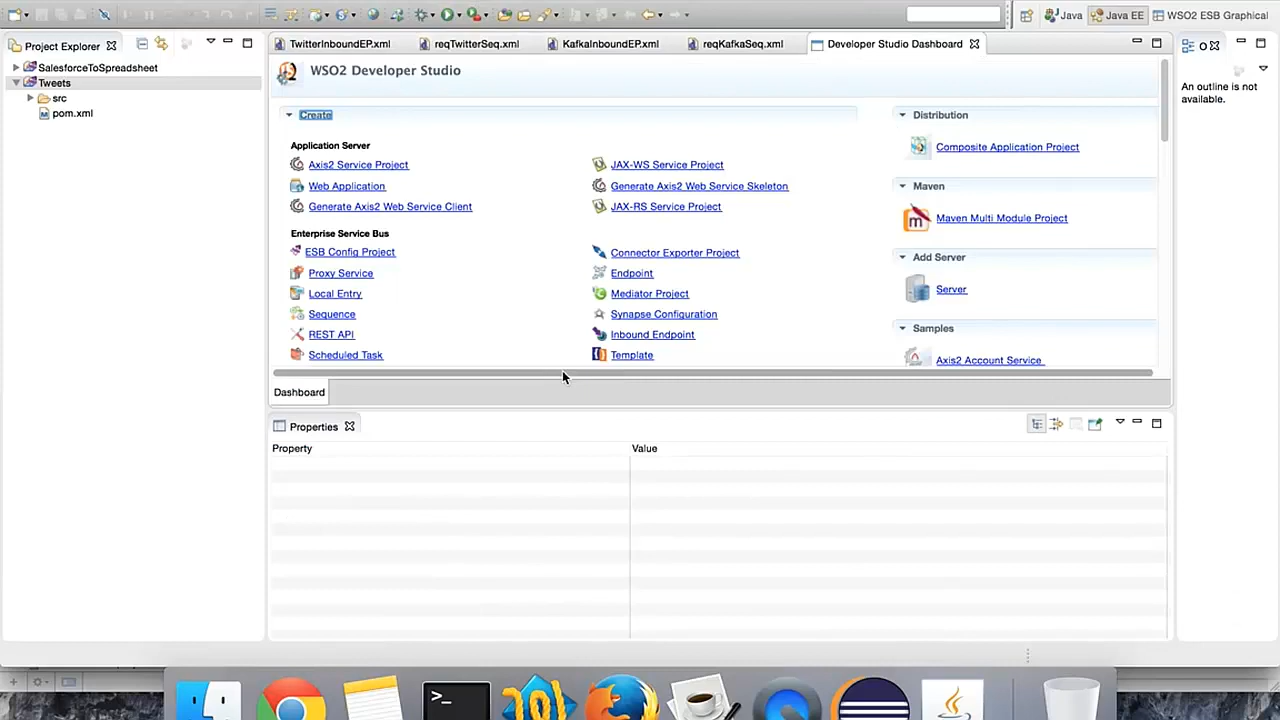 Java
Java EE
WSO2 ESB Graphical
Project Explorer
TwitterInboundEP.xml
reqTwitterSeq.xml
KafkaInboundEP.xml
reqKafkaSeq.xml
Developer Studio Dashboard
O
SalesforceToSpreadsheet
Tweets
src
pom.xml
WSO2 Developer Studio
An outline is not
available.
Create
Application Server
Axis2 Service Project
JAX-WS Service Project
Web Application
Generate Axis2 Web Service Skeleton
Generate Axis2 Web Service Client
JAX-RS Service Project
Enterprise Service Bus
ESB Config Project
Connector Exporter Project
Proxy Service
Endpoint
Local Entry
Mediator Project
Sequence
Synapse Configuration
REST API
Inbound Endpoint
Scheduled Task
Template
Distribution
Composite Application Project
Maven
Maven Multi Module Project
Add Server
Server
Samples
Axis2 Account Service
Dashboard
Properties
Property
Value
101